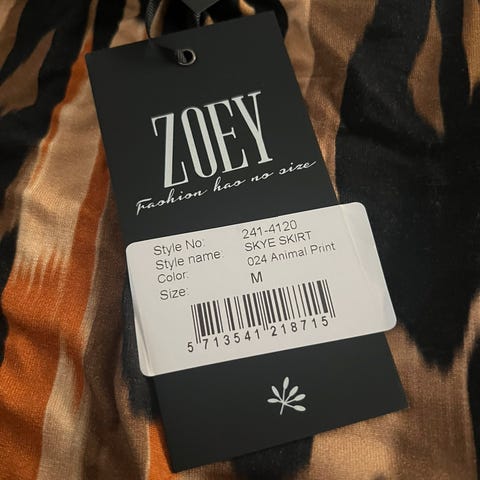 ZOEY
Fashion has no size
Style No: 241-4120
Style name: SKYE SKIRT
Color: 024 Animal Print
Size: M
5 713541 218715